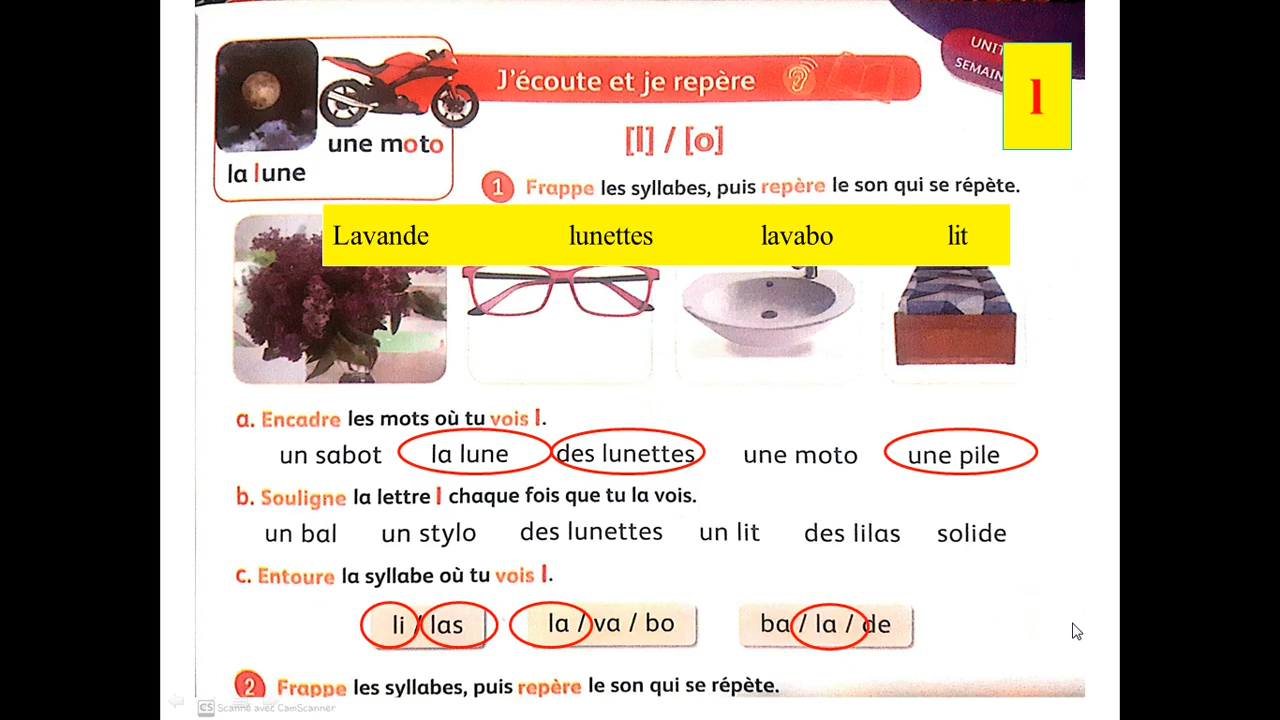 UNIT
SEMAIN
l
J'écoute et je repère
une moto
la lune
[l] / [o]
1 Frappe les syllabes, puis repère le son qui se répète.
Lavande lunettes lavabo lit
a. Encadre les mots où tu vois l.
un sabot la lune des lunettes une moto une pile
b. Souligne la lettre l chaque fois que tu la vois.
un bal un stylo des lunettes un lit des lilas solide
c. Entoure la syllabe où tu vois l.
li / las la / va / bo ba / la / de
2 Frappe les syllabes, puis repère le son qui se répète.
CS Scanné avec CamScanner